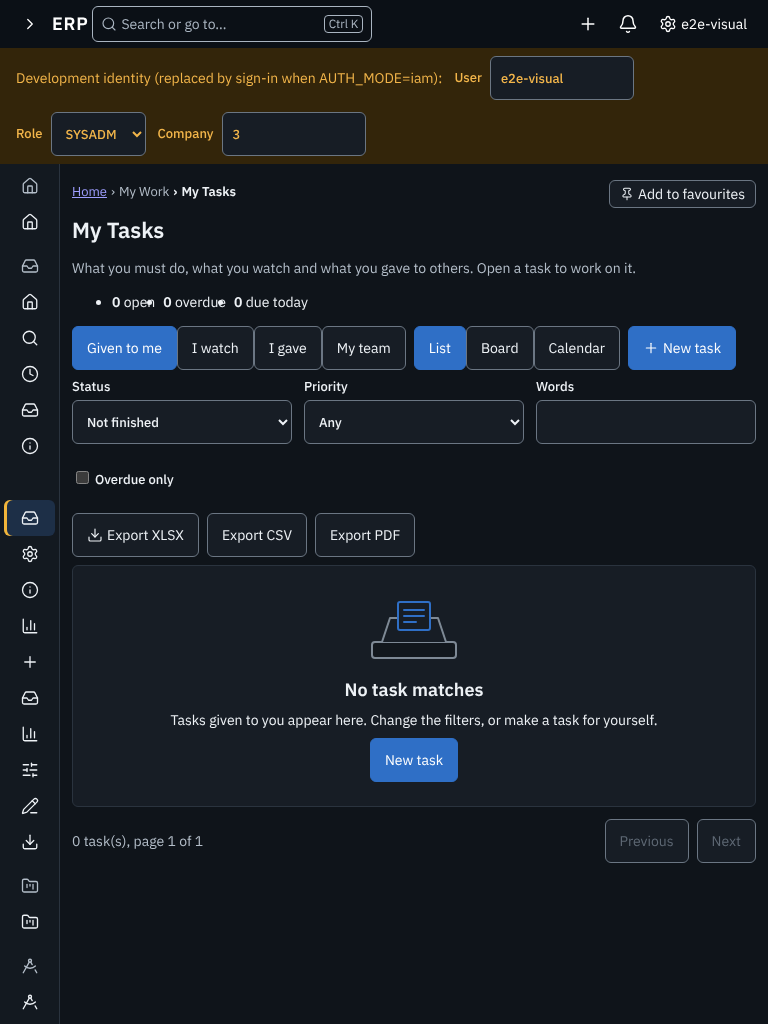 ERP Search or go to... Ctrl K e2e-visual
Development identity (replaced by sign-in when AUTH_MODE=iam): User e2e-visual
Role SYSADM Company 3
Home › My Work › My Tasks Add to favourites
My Tasks
What you must do, what you watch and what you gave to others. Open a task to work on it.
0 open 0 overdue 0 due today
Given to me I watch I gave My team List Board Calendar New task
Status Priority Words
Not finished Any
Overdue only
Export XLSX Export CSV Export PDF
No task matches
Tasks given to you appear here. Change the filters, or make a task for yourself.
New task
0 task(s), page 1 of 1 Previous Next